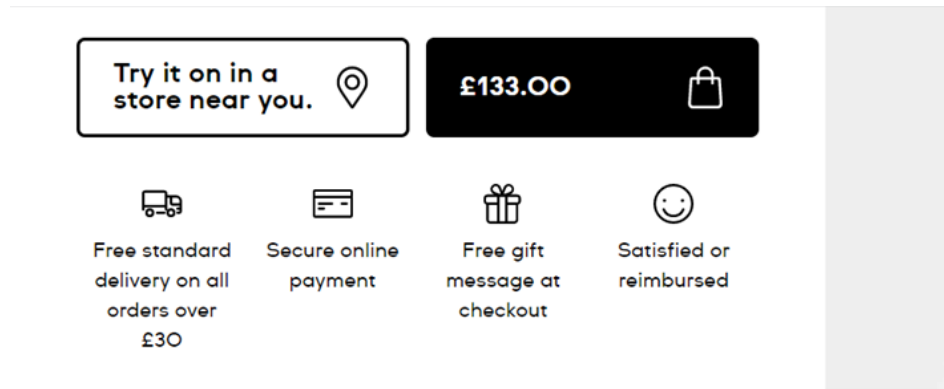 Try it on in a
store near you.
£133.00
Free standard
delivery on all
orders over
£30
Secure online
payment
Free gift
message at
checkout
Satisfied or
reimbursed